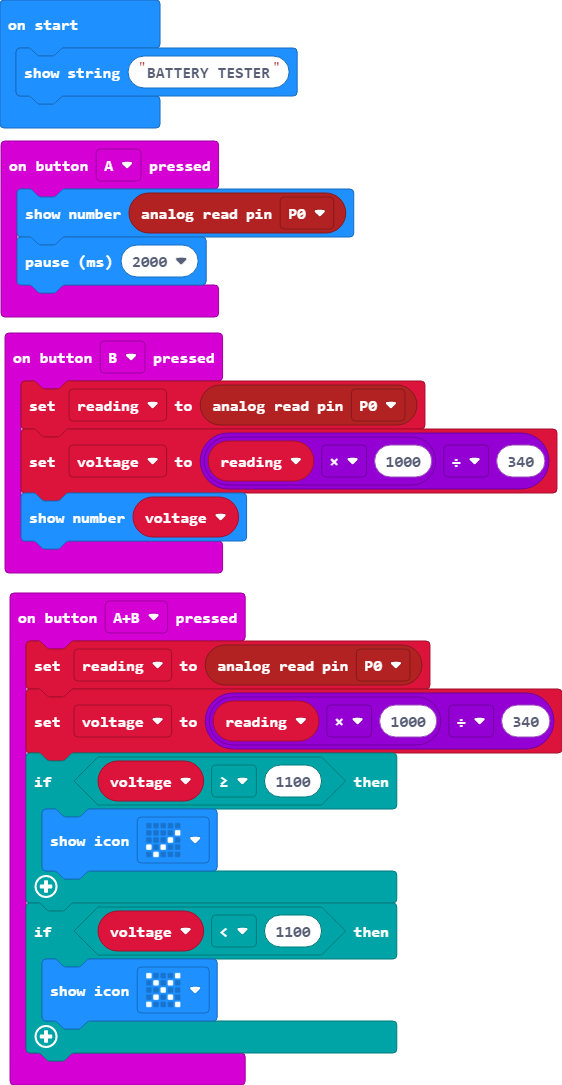 on start
show string "BATTERY TESTER"
on button A pressed
show number analog read pin P0
pause (ms) 2000
on button B pressed
set reading to analog read pin P0
set voltage to reading × 1000 ÷ 340
show number voltage
on button A+B pressed
set reading to analog read pin P0
set voltage to reading × 1000 ÷ 340
if voltage ≥ 1100 then
show icon
if voltage < 1100 then
show icon